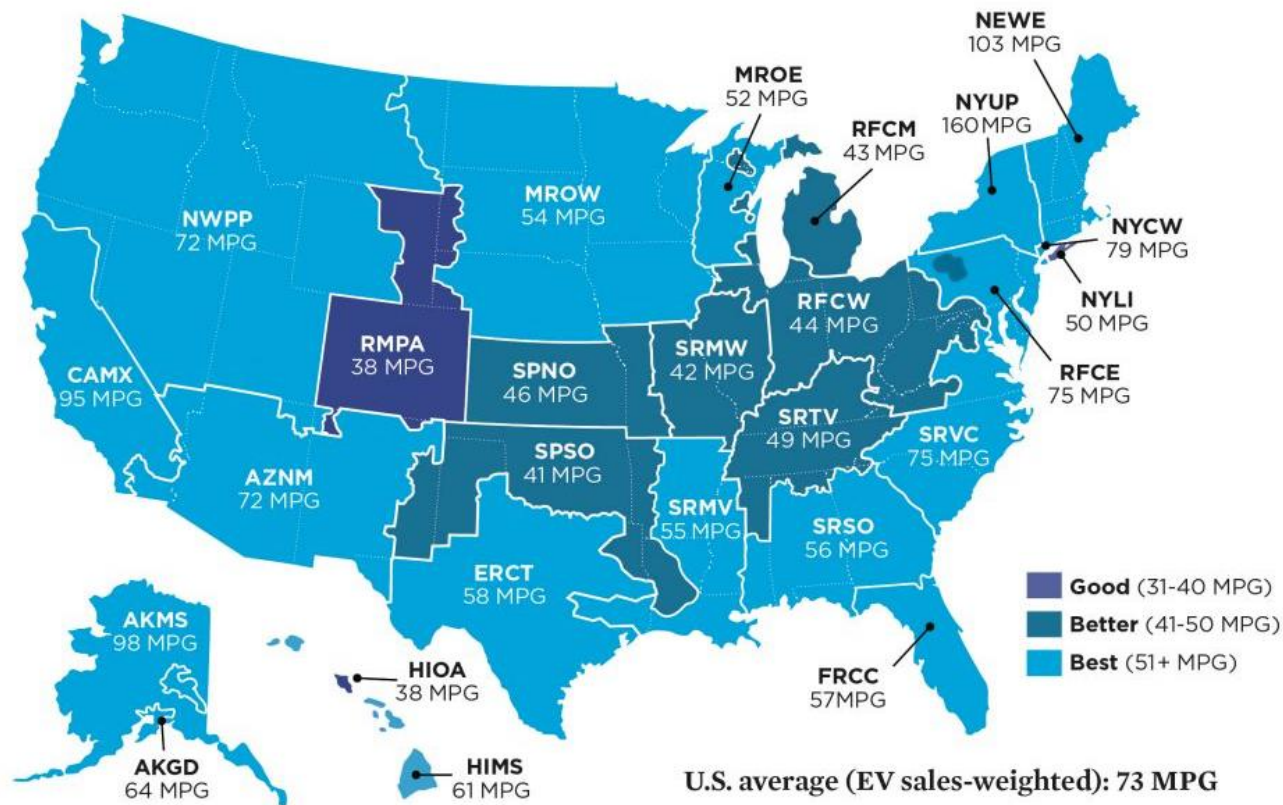 NEWE
103 MPG
MROE
52 MPG
NYUP
160 MPG
RFCM
43 MPG
NWPP
72 MPG
MROW
54 MPG
NYCW
79 MPG
NYLI
50 MPG
RFCW
44 MPG
RMPA
38 MPG
SPNO
46 MPG
SRMW
42 MPG
CAMX
95 MPG
RFCE
75 MPG
SRTV
49 MPG
SRVC
75 MPG
SPSO
41 MPG
AZNM
72 MPG
SRMV
55 MPG
SRSO
56 MPG
ERCT
58 MPG
Good (31-40 MPG)
Better (41-50 MPG)
Best (51+ MPG)
AKMS
98 MPG
HIOA
38 MPG
FRCC
57MPG
AKGD
64 MPG
HIMS
61 MPG
U.S. average (EV sales-weighted): 73 MPG